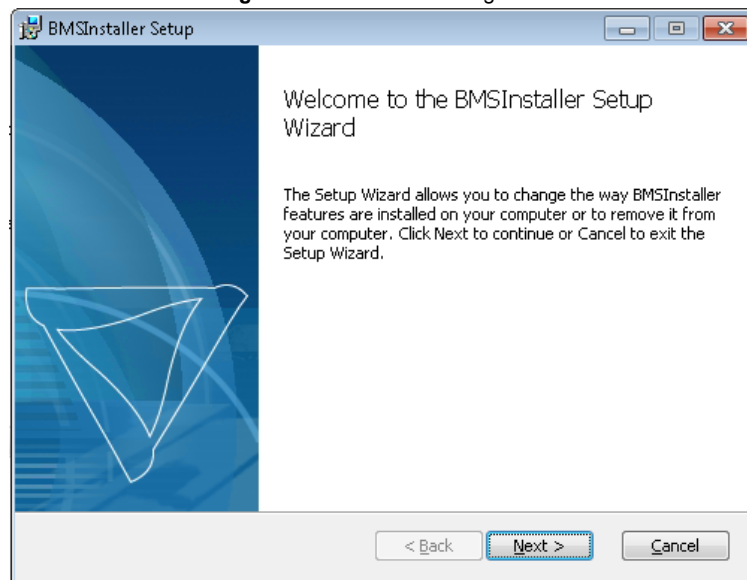 BMSInstaller Setup
Welcome to the BMSInstaller Setup
Wizard
The Setup Wizard allows you to change the way BMSInstaller
features are installed on your computer or to remove it from
your computer. Click Next to continue or Cancel to exit the
Setup Wizard.
< Back Next > Cancel